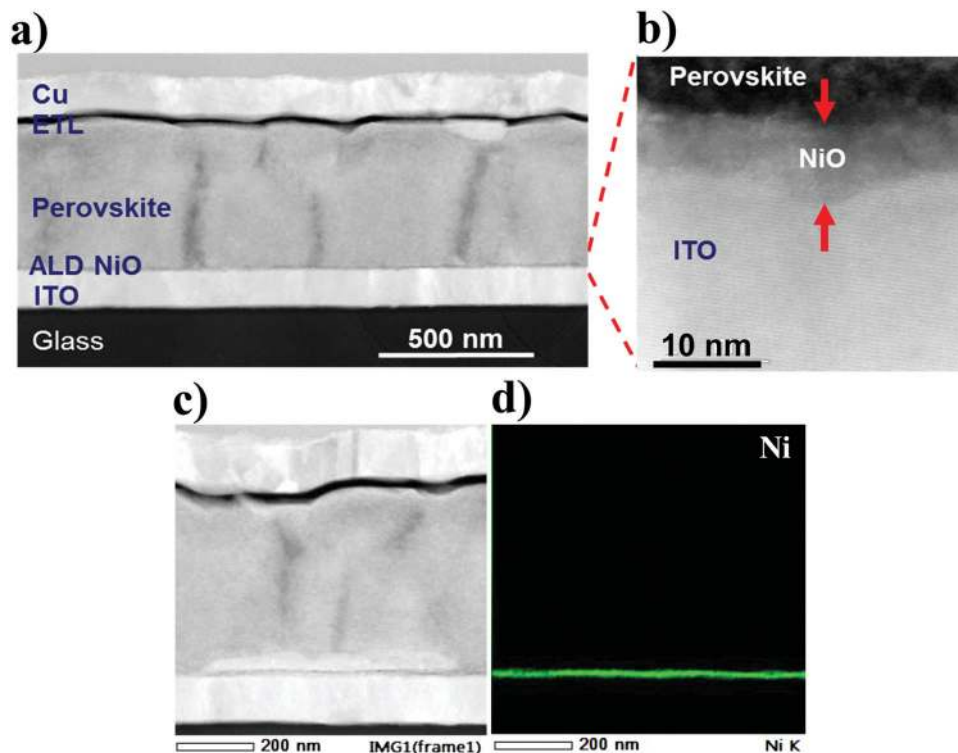 a)
Cu
ETL
Perovskite
ALD NiO
ITO
Glass
500 nm
b)
Perovskite
NiO
ITO
10 nm
c)
200 nm
IMG1(frame1)
d)
Ni
200 nm
Ni K